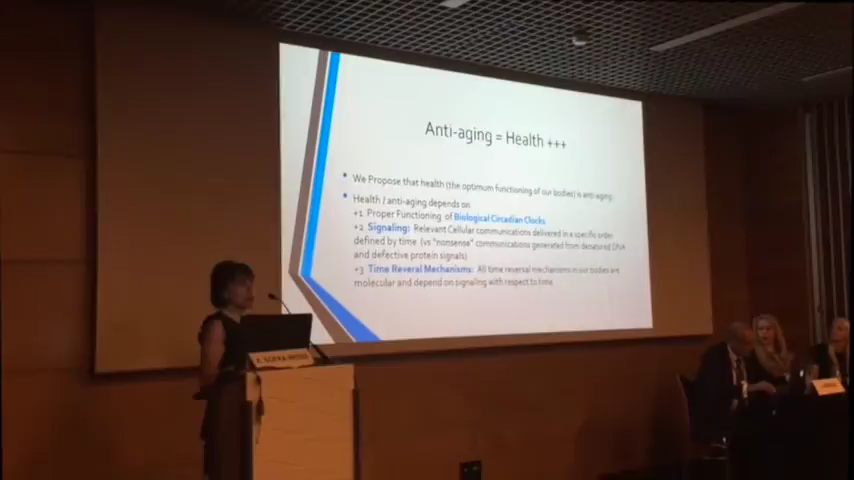 Anti-aging = Health +++
We Propose that health (the optimum functioning of our bodies) is anti-aging.
Health / anti-aging depends on
+1 Proper Functioning of Biological Circadian Clocks
+2 Signaling: Relevant Cellular communications delivered in a specific order
defined by time (vs "nonsense" communications generated from denatured DNA
and defective protein signals)
+3 Time Reveral Mechanisms: All time reversal mechanisms in our bodies are
molecular and depend on signaling with respect to time